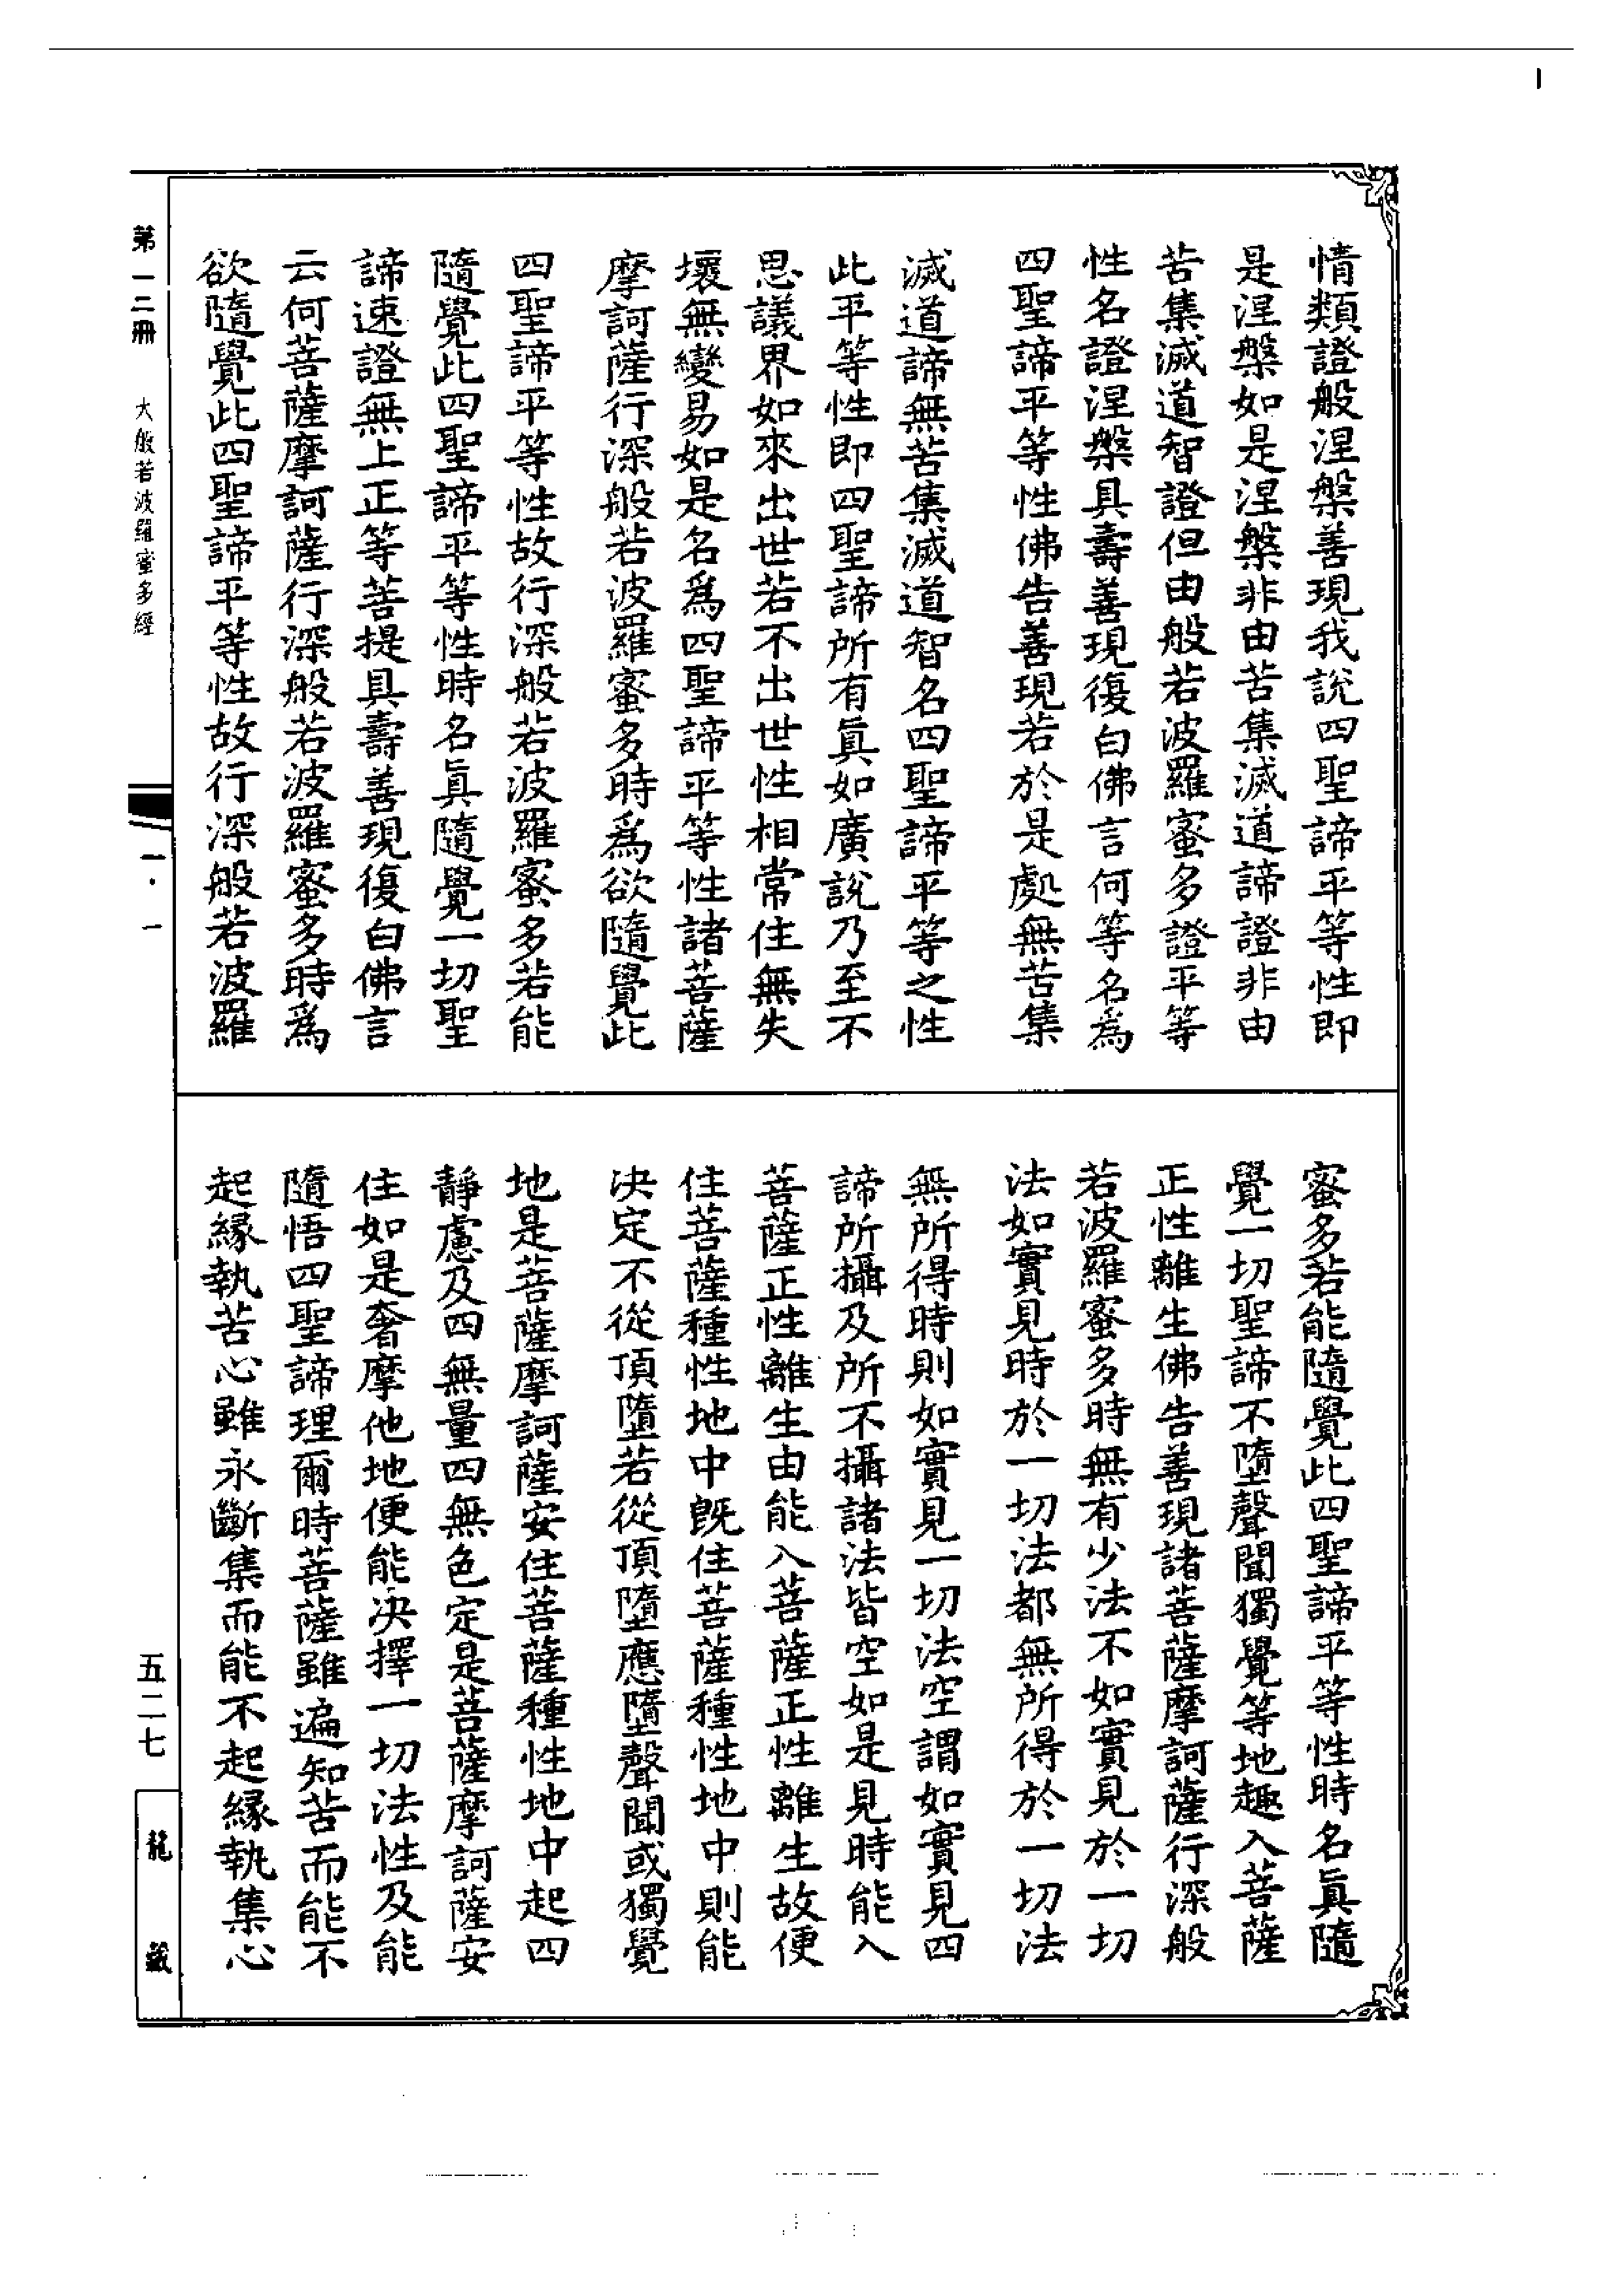 情類證般涅槃善現我說四聖諦平等性即
是涅槃如是涅槃非由苦集滅道諦證非由
苦集滅道智證但由般若波羅蜜多證平等
性名證涅槃具壽善現復白佛言何等名為
四聖諦平等性佛告善現若於是處無苦集
滅道諦無苦集滅道智名四聖諦平等之性
此平等性即四聖諦所有眞如廣說乃至不
思議界如來出世若不出世性相常住無失
壞無變易如是名爲四聖諦平等性諸菩薩
摩訶薩行深般若波羅蜜多時爲欲隨覺此
四聖諦平等性故行深般若波羅蜜多若能
隨覺此四聖諦平等性時名眞隨覺一切聖
諦速證無上正等菩提具壽善現復白佛言
云何菩薩摩訶薩行深般若波羅蜜多時爲
欲隨覺此四聖諦平等性故行深般若波羅
蜜多若能隨覺此四聖諦平等性時名眞隨
覺一切聖諦不墮聲聞獨覺等地趣入菩薩
正性離生佛告善現諸菩薩摩訶薩行深般
若波羅蜜多時無有少法不如實見於一切
法如實見時於一切法都無所得於一切法
無所得時則如實見一切法空謂如實見四
諦所攝及所不攝諸法皆空如是見時能入
菩薩正性離生由能入菩薩正性離生故便
住菩薩種性地中既住菩薩種性地中則能
決定不從頂墮若從頂墮應墮聲聞或獨覺
地是菩薩摩訶薩安住菩薩種性地中起四
靜慮及四無量四無色定是菩薩摩訶薩安
住如是奢摩他地便能決擇一切法性及能
隨悟四聖諦理爾時菩薩雖遍知苦而能不
起緣執苦心雖永斷集而能不起緣執集心
第一二冊
大般若波羅蜜多經
一·一
五二七
龍藏